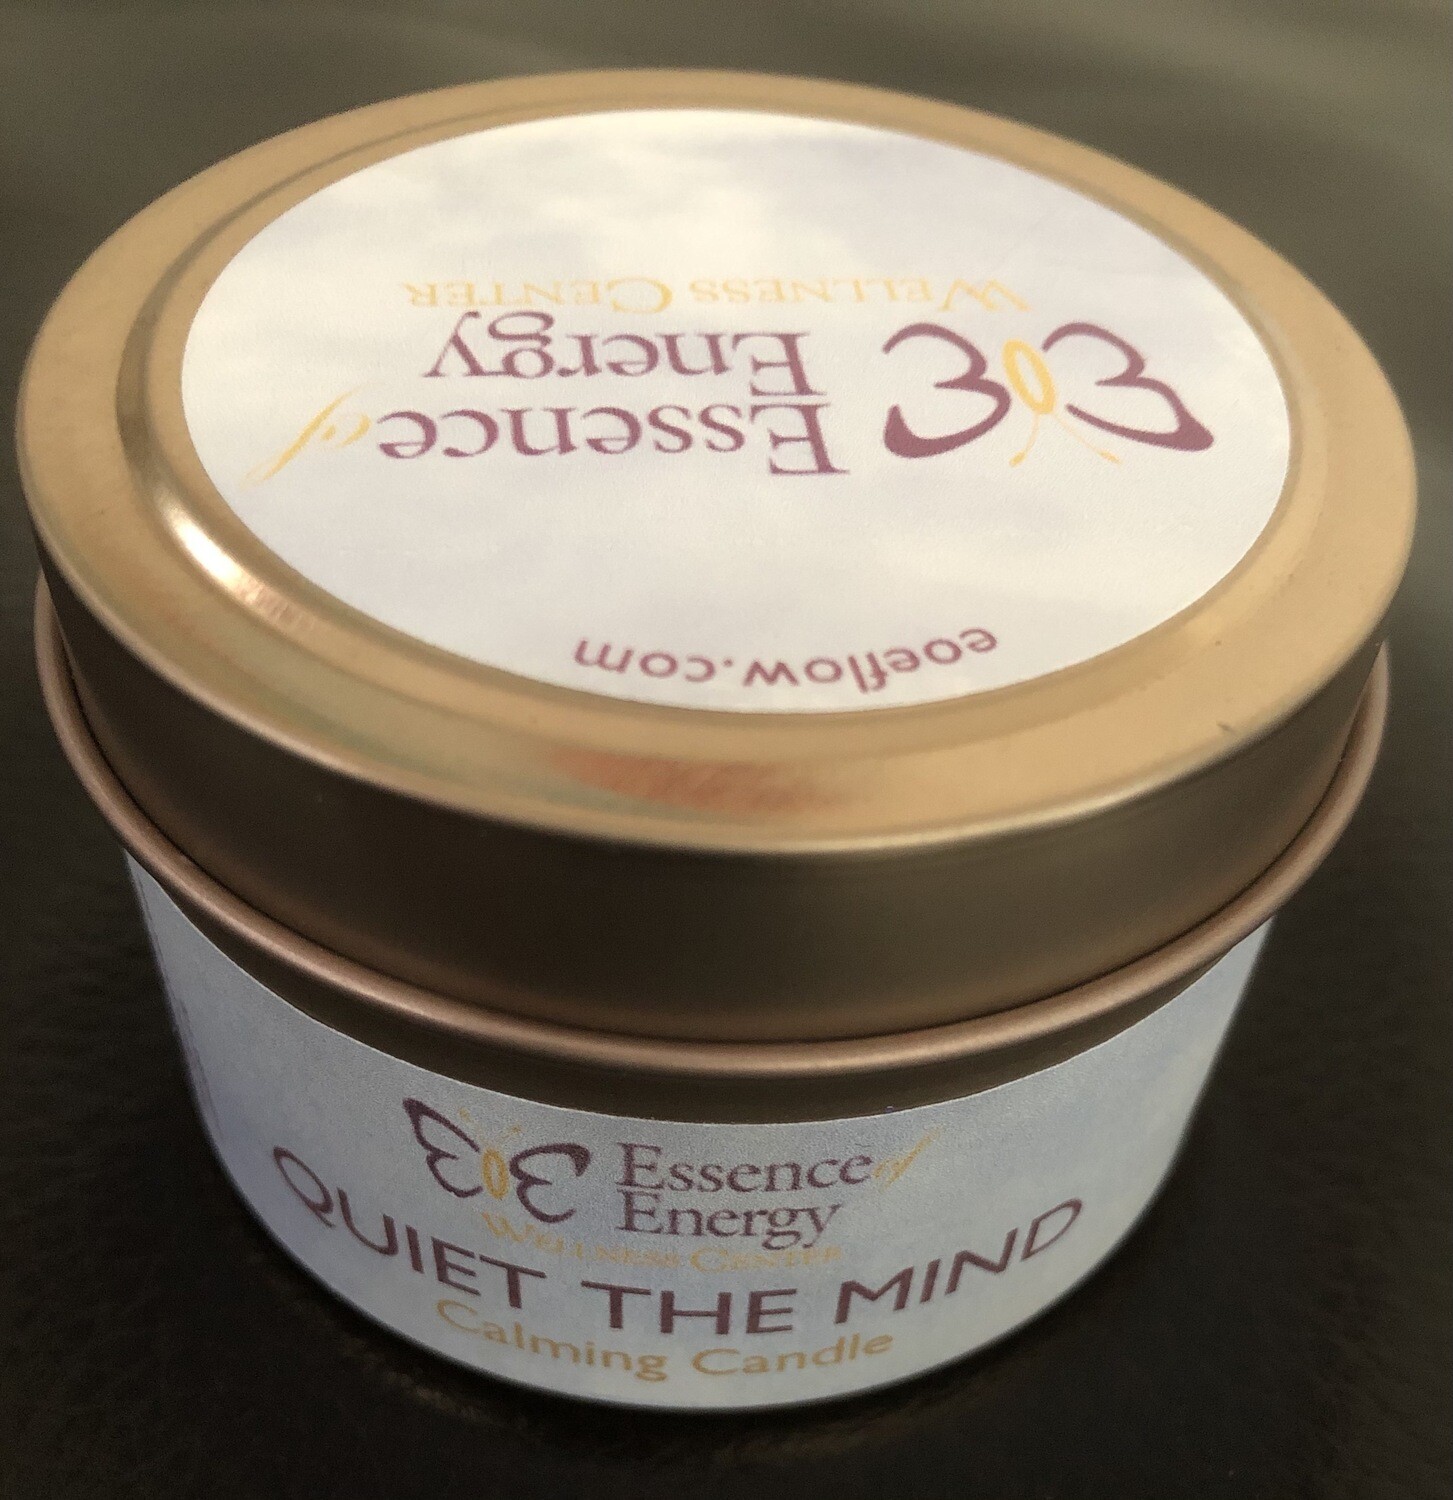 Essence of
Energy
WELLNESS CENTER
eoeflow.com
Essence of
Energy
WELLNESS CENTER
QUIET THE MIND
Calming Candle